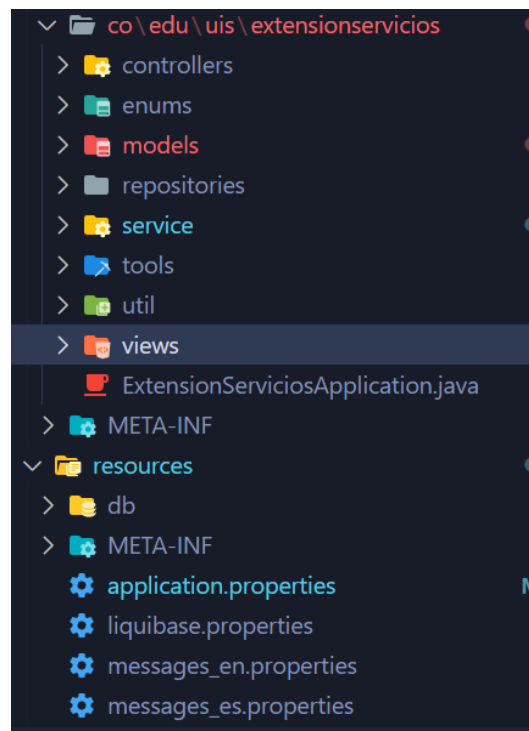 co\edu\uis\extensionservicios
controllers
enums
models
repositories
service
tools
util
views
ExtensionServiciosApplication.java
META-INF
resources
db
META-INF
application.properties
liquibase.properties
messages_en.properties
messages_es.properties